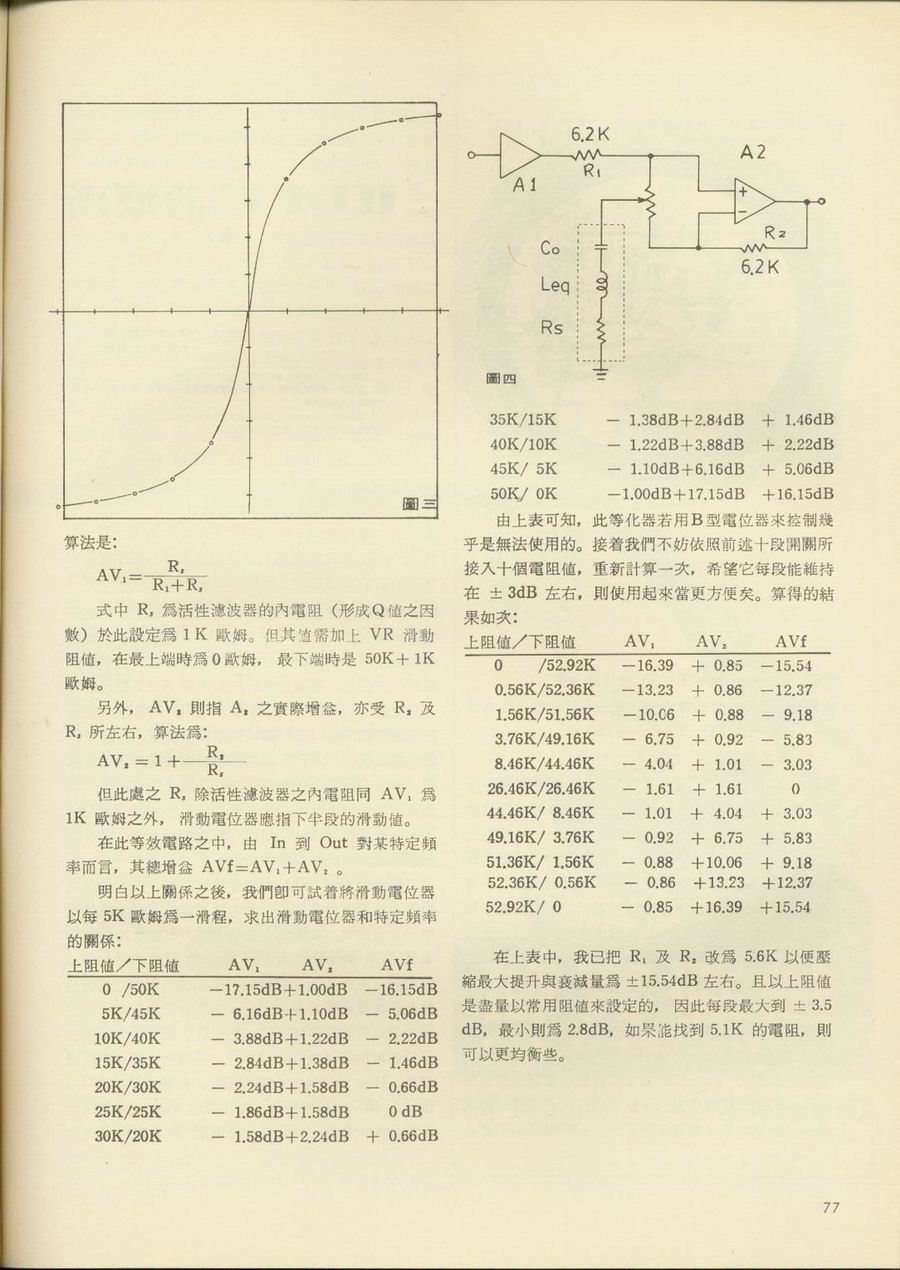 圖三
算法是：
AV₁=R₂/R₁+R₂
式中 R₂ 爲活性濾波器的內電阻（形成Q值之因
數）於此設定爲 1 K 歐姆。但其值需加上 VR 滑動
阻值，在最上端時爲 0 歐姆， 最下端時是 50K＋1K
歐姆。
另外， AV₂ 則指 A₂ 之實際增益，亦受 R₂ 及
R₂ 所左右，算法爲：
AV₂ = 1 + R₂/R₂
但此處之 R₂ 除活性濾波器之內電阻同 AV₁ 爲
1K 歐姆之外， 滑動電位器應指下半段的滑動值。
在此等效電路之中，由 In 到 Out 對某特定頻
率而言，其總增益 AVf=AV₁+AV₂ 。
明白以上關係之後，我們卽可試着將滑動電位器
以每 5K 歐姆爲一滑程，求出滑動電位器和特定頻率
的關係：
上阻值／下阻值 AV₁ AV₂ AVf
0 /50K －17.15dB+1.00dB －16.15dB
5K/45K － 6.16dB+1.10dB － 5.06dB
10K/40K － 3.88dB+1.22dB － 2.22dB
15K/35K － 2.84dB+1.38dB － 1.46dB
20K/30K － 2.24dB+1.58dB － 0.66dB
25K/25K － 1.86dB+1.58dB 0 dB
30K/20K － 1.58dB+2.24dB + 0.66dB
6.2K
R₁
A1
A2
R2
6.2K
Co
Leq
Rs
圖四
35K/15K － 1.38dB+2.84dB + 1.46dB
40K/10K － 1.22dB+3.88dB + 2.22dB
45K/ 5K － 1.10dB+6.16dB + 5.06dB
50K/ 0K －1.00dB+17.15dB +16.15dB
由上表可知，此等化器若用B型電位器來控制幾
乎是無法使用的。接着我們不妨依照前述十段開關所
接入十個電阻值，重新計算一次，希望它每段能維持
在 ± 3dB 左右，則使用起來當更方便矣。算得的結
果如次：
上阻值／下阻值 AV₁ AV₂ AVf
0 /52.92K －16.39 + 0.85 －15.54
0.56K/52.36K －13.23 + 0.86 －12.37
1.56K/51.56K －10.06 + 0.88 － 9.18
3.76K/49.16K － 6.75 + 0.92 － 5.83
8.46K/44.46K － 4.04 + 1.01 － 3.03
26.46K/26.46K － 1.61 + 1.61 0
44.46K/ 8.46K － 1.01 + 4.04 + 3.03
49.16K/ 3.76K － 0.92 + 6.75 + 5.83
51.36K/ 1.56K － 0.88 +10.06 + 9.18
52.36K/ 0.56K － 0.86 +13.23 +12.37
52.92K/ 0 － 0.85 +16.39 +15.54
在上表中，我已把 R₁ 及 R₂ 改爲 5.6K 以便壓
縮最大提升與衰減量爲 ±15.54dB 左右。且以上阻值
是盡量以常用阻值來設定的， 因此每段最大到 ± 3.5
dB，最小則爲 2.8dB，如果能找到 5.1K 的電阻，則
可以更均衡些。
77